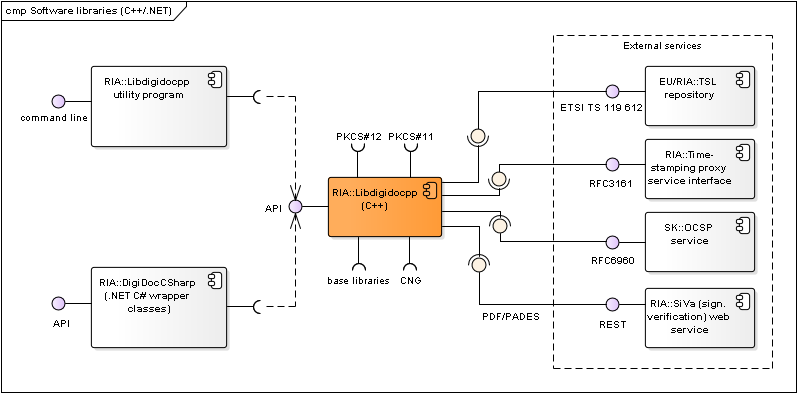 cmp Software libraries (C++/.NET)
External services
RIA::Libdigidocpp
utility program
command line
EU/RIA::TSL
repository
ETSI TS 119 612
PKCS#12
PKCS#11
RIA::Time-
stamping proxy
service interface
RFC3161
API
RIA::Libdigidocpp
(C++)
SK::OCSP
service
RFC6960
base libraries
CNG
RIA::DigiDocCSharp
(.NET C# wrapper
classes)
API
PDF/PADES
REST
RIA::SiVa (sign.
verification) web
service